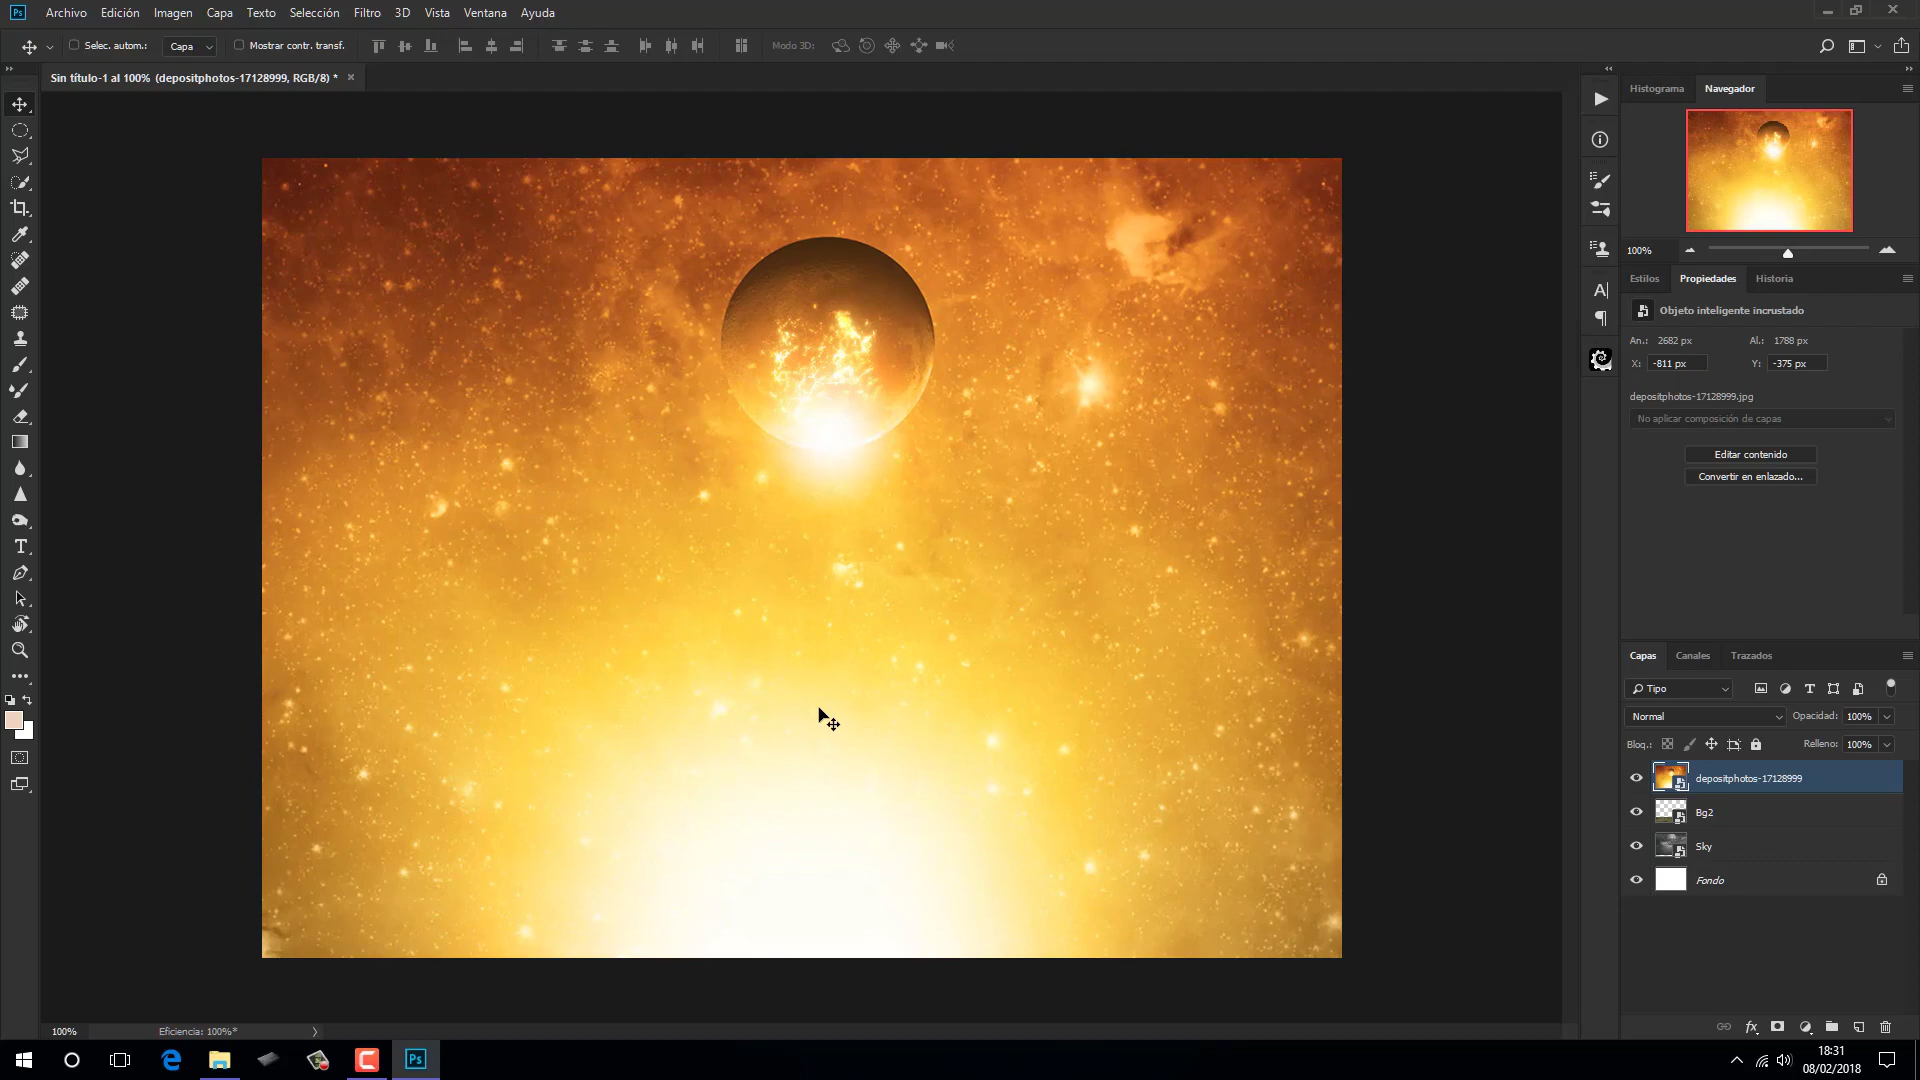 Ps Archivo Edición Imagen Capa Texto Selección Filtro 3D Vista Ventana Ayuda
Selec. autom.: Capa Mostrar contr. transf. Modo 3D:
Sin título-1 al 100% (depositphotos-17128999, RGB/8) *
Histograma Navegador
100%
Estilos Propiedades Historia
Objeto inteligente incrustado
An.: 2682 px Al.: 1788 px
X: -811 px Y: -375 px
depositphotos-17128999.jpg
No aplicar composición de capas
Editar contenido
Convertir en enlazado...
Capas Canales Trazados
Tipo
Normal Opacidad: 100%
Bloq.: Relleno: 100%
depositphotos-17128999
Bg2
Sky
Fondo
100% Eficiencia: 100%*
Ps
18:31
08/02/2018